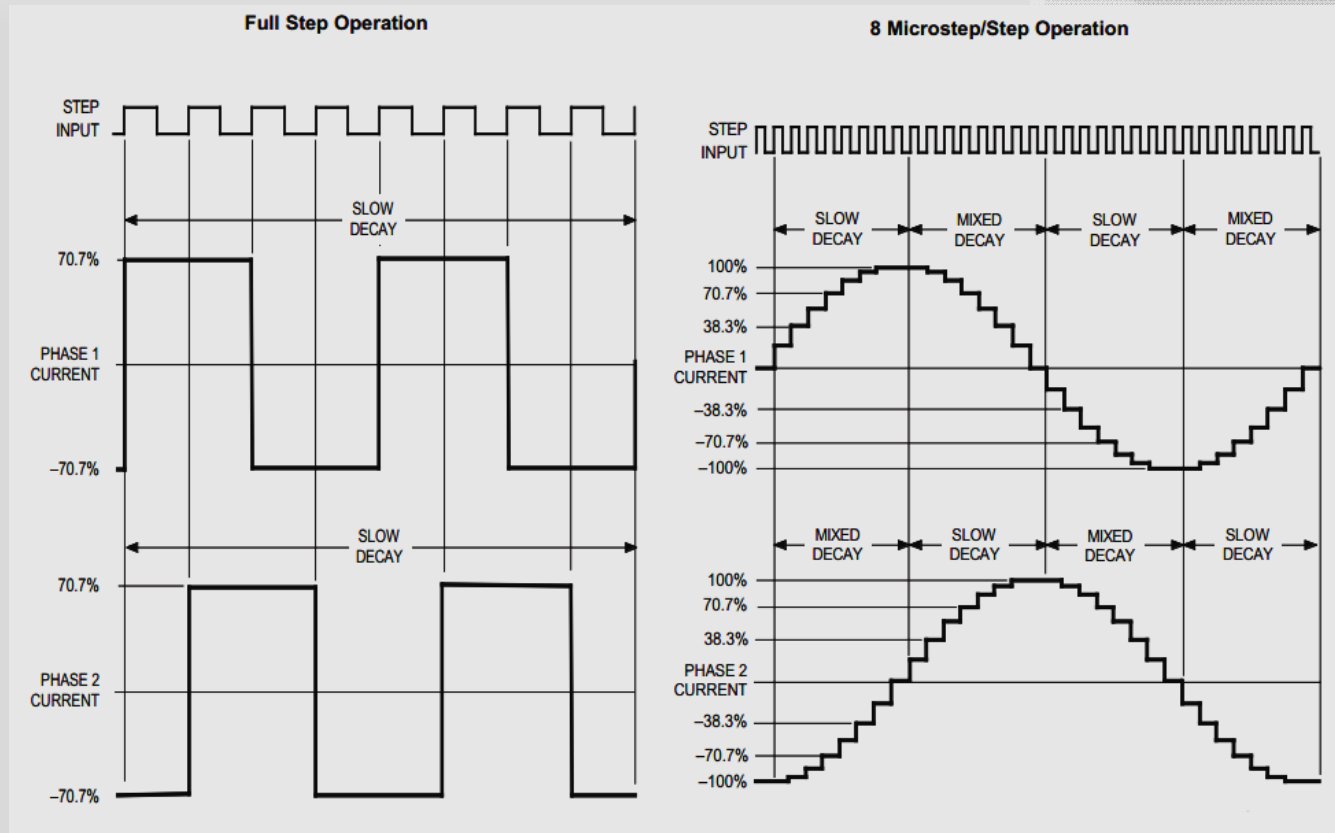 Full Step Operation
STEP
INPUT
SLOW
DECAY
70.7%
PHASE 1
CURRENT
–70.7%
SLOW
DECAY
70.7%
PHASE 2
CURRENT
–70.7%
8 Microstep/Step Operation
STEP
INPUT
SLOW
DECAY
MIXED
DECAY
SLOW
DECAY
MIXED
DECAY
100%
70.7%
38.3%
PHASE 1
CURRENT
–38.3%
–70.7%
–100%
MIXED
DECAY
SLOW
DECAY
MIXED
DECAY
SLOW
DECAY
100%
70.7%
38.3%
PHASE 2
CURRENT
–38.3%
–70.7%
–100%